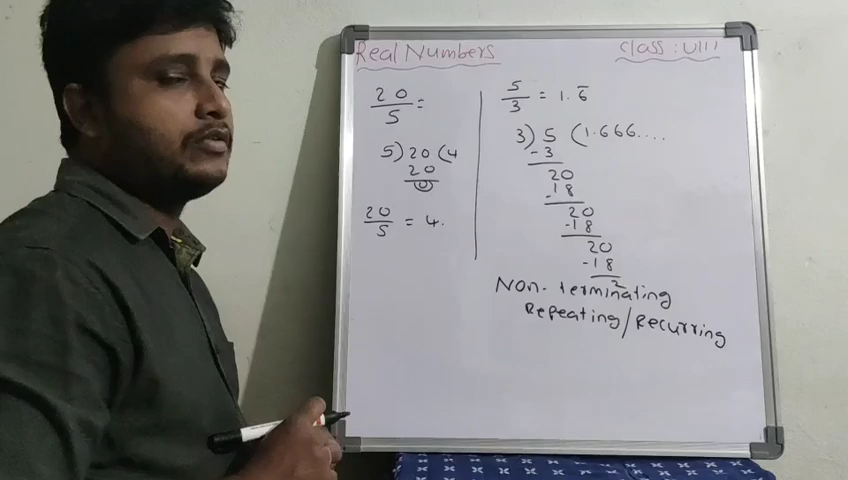 Real Numbers
Class: VIII
20/5 =
5) 20 (4
20
0
20/5 = 4.
5/3 = 1.6̄
3) 5 (1.666....
-3
20
-18
20
-18
20
-18
2
Non-terminating
Repeating/Recurring